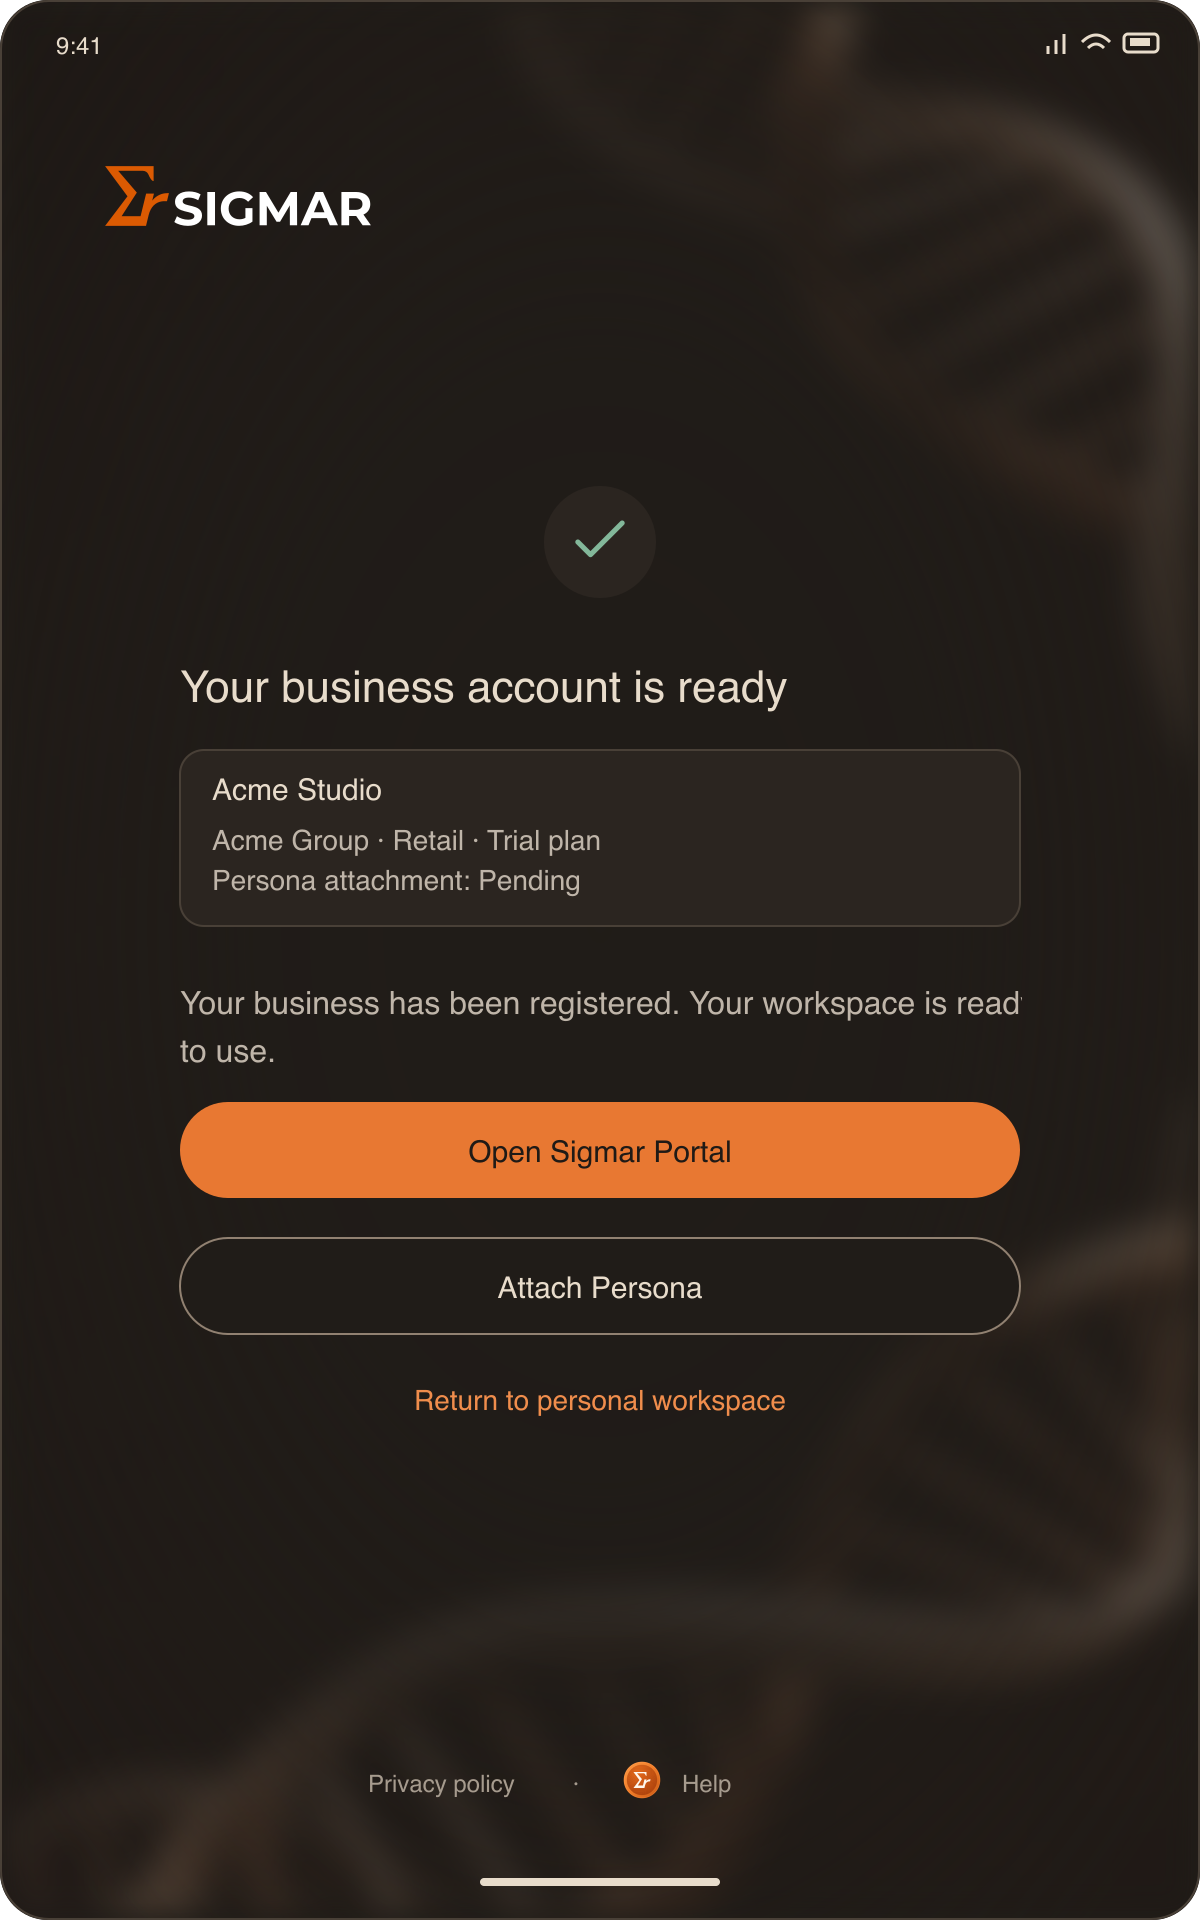 9:41
Σr SIGMAR
Your business account is ready
Acme Studio
Acme Group · Retail · Trial plan
Persona attachment: Pending
Your business has been registered. Your workspace is read
to use.
Open Sigmar Portal
Attach Persona
Return to personal workspace
Privacy policy · Σr Help